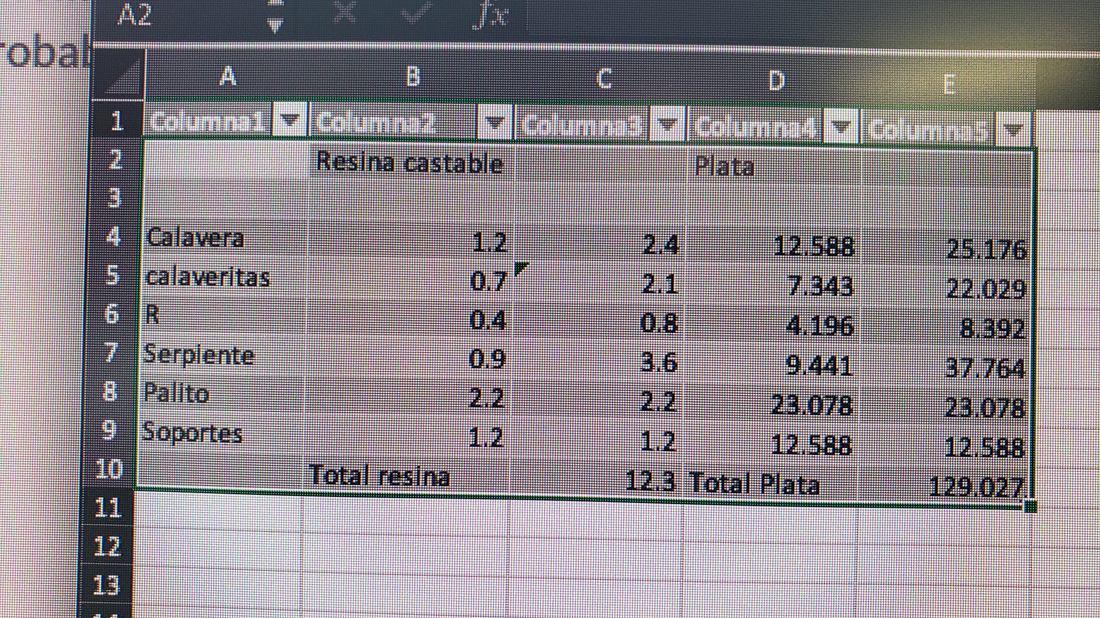 A2 fx
robal
A B C D E
1 Columna1 Columna2 Columna3 Columna4 Columna5
2 Resina castable Plata
3
4 Calavera 1.2 2.4 12.588 25.176
5 calaveritas 0.7 2.1 7.343 22.029
6 R 0.4 0.8 4.196 8.392
7 Serpiente 0.9 3.6 9.441 37.764
8 Palito 2.2 2.2 23.078 23.078
9 Soportes 1.2 1.2 12.588 12.588
10 Total resina 12.3 Total Plata 129.027
11
12
13